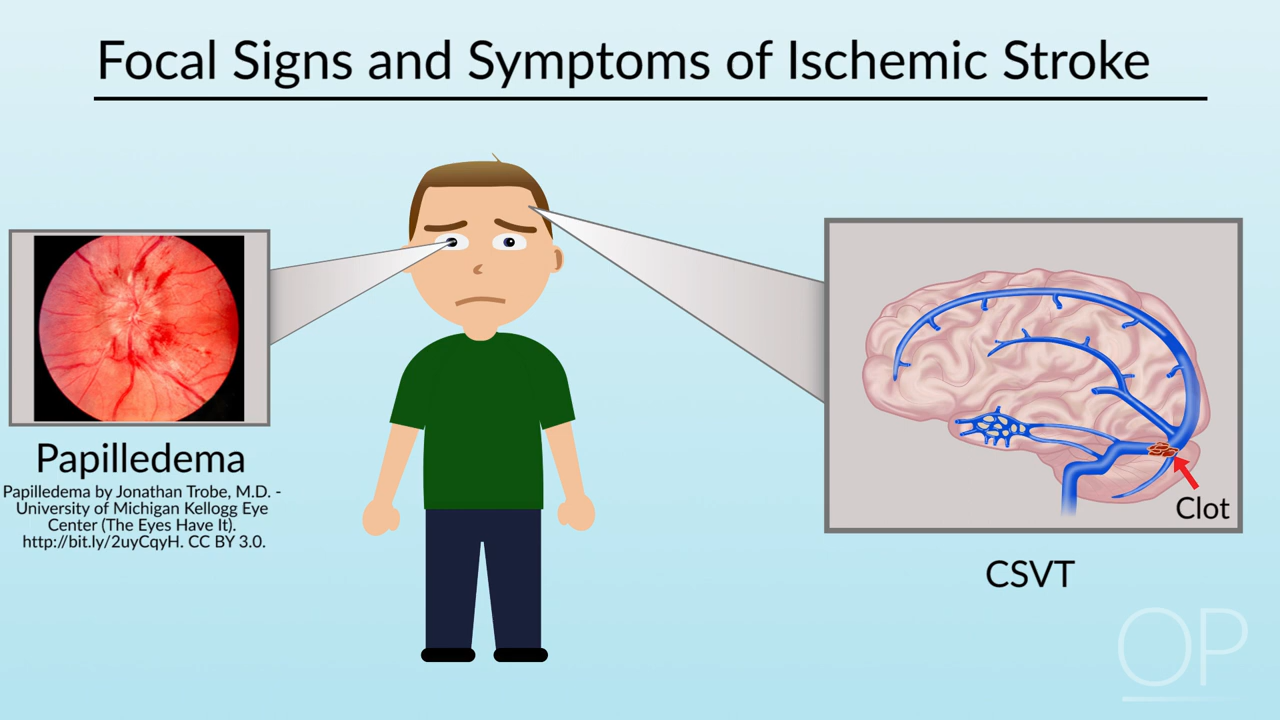 Focal Signs and Symptoms of Ischemic Stroke
Papilledema
Papilledema by Jonathan Trobe, M.D. -
University of Michigan Kellogg Eye
Center (The Eyes Have It).
http://bit.ly/2uyCqyH. CC BY 3.0.
Clot
CSVT
OP